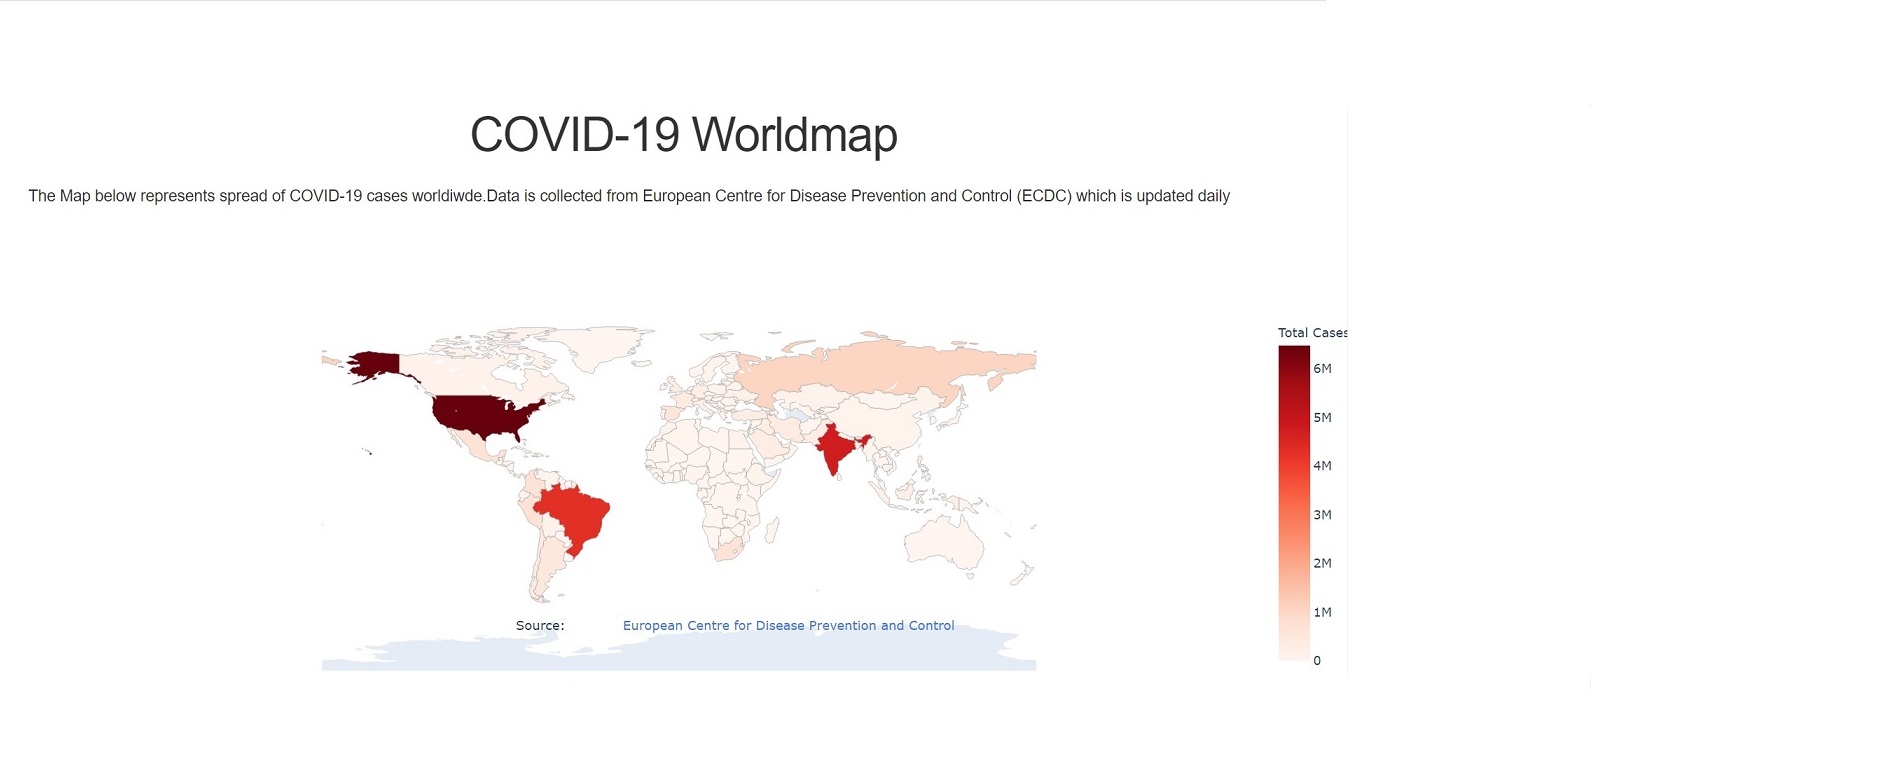 COVID-19 Worldmap
The Map below represents spread of COVID-19 cases worldiwde.Data is collected from European Centre for Disease Prevention and Control (ECDC) which is updated daily
Total Cases
6M
5M
4M
3M
2M
1M
0
Source: European Centre for Disease Prevention and Control